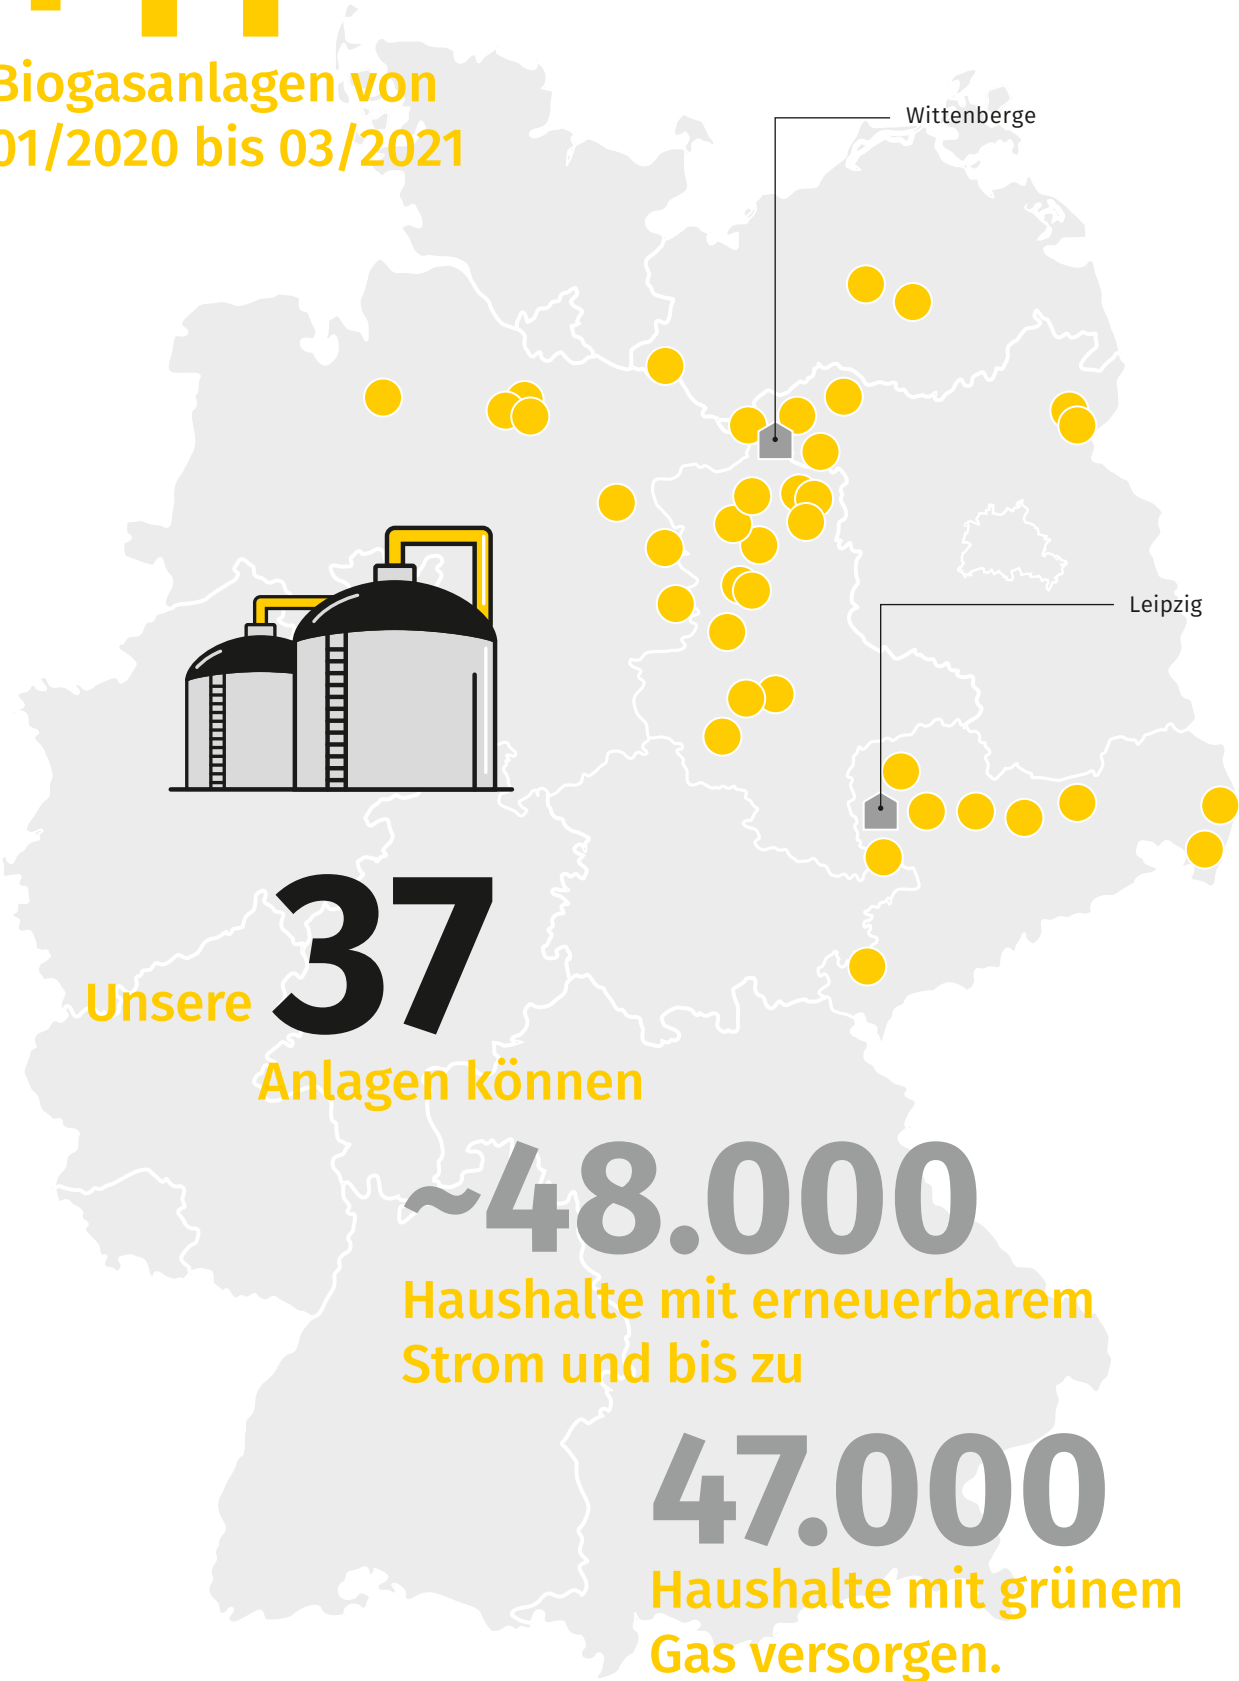 Biogasanlagen von
01/2020 bis 03/2021
Wittenberge
Leipzig
Unsere 37
Anlagen können
~48.000
Haushalte mit erneuerbarem
Strom und bis zu
47.000
Haushalte mit grünem
Gas versorgen.